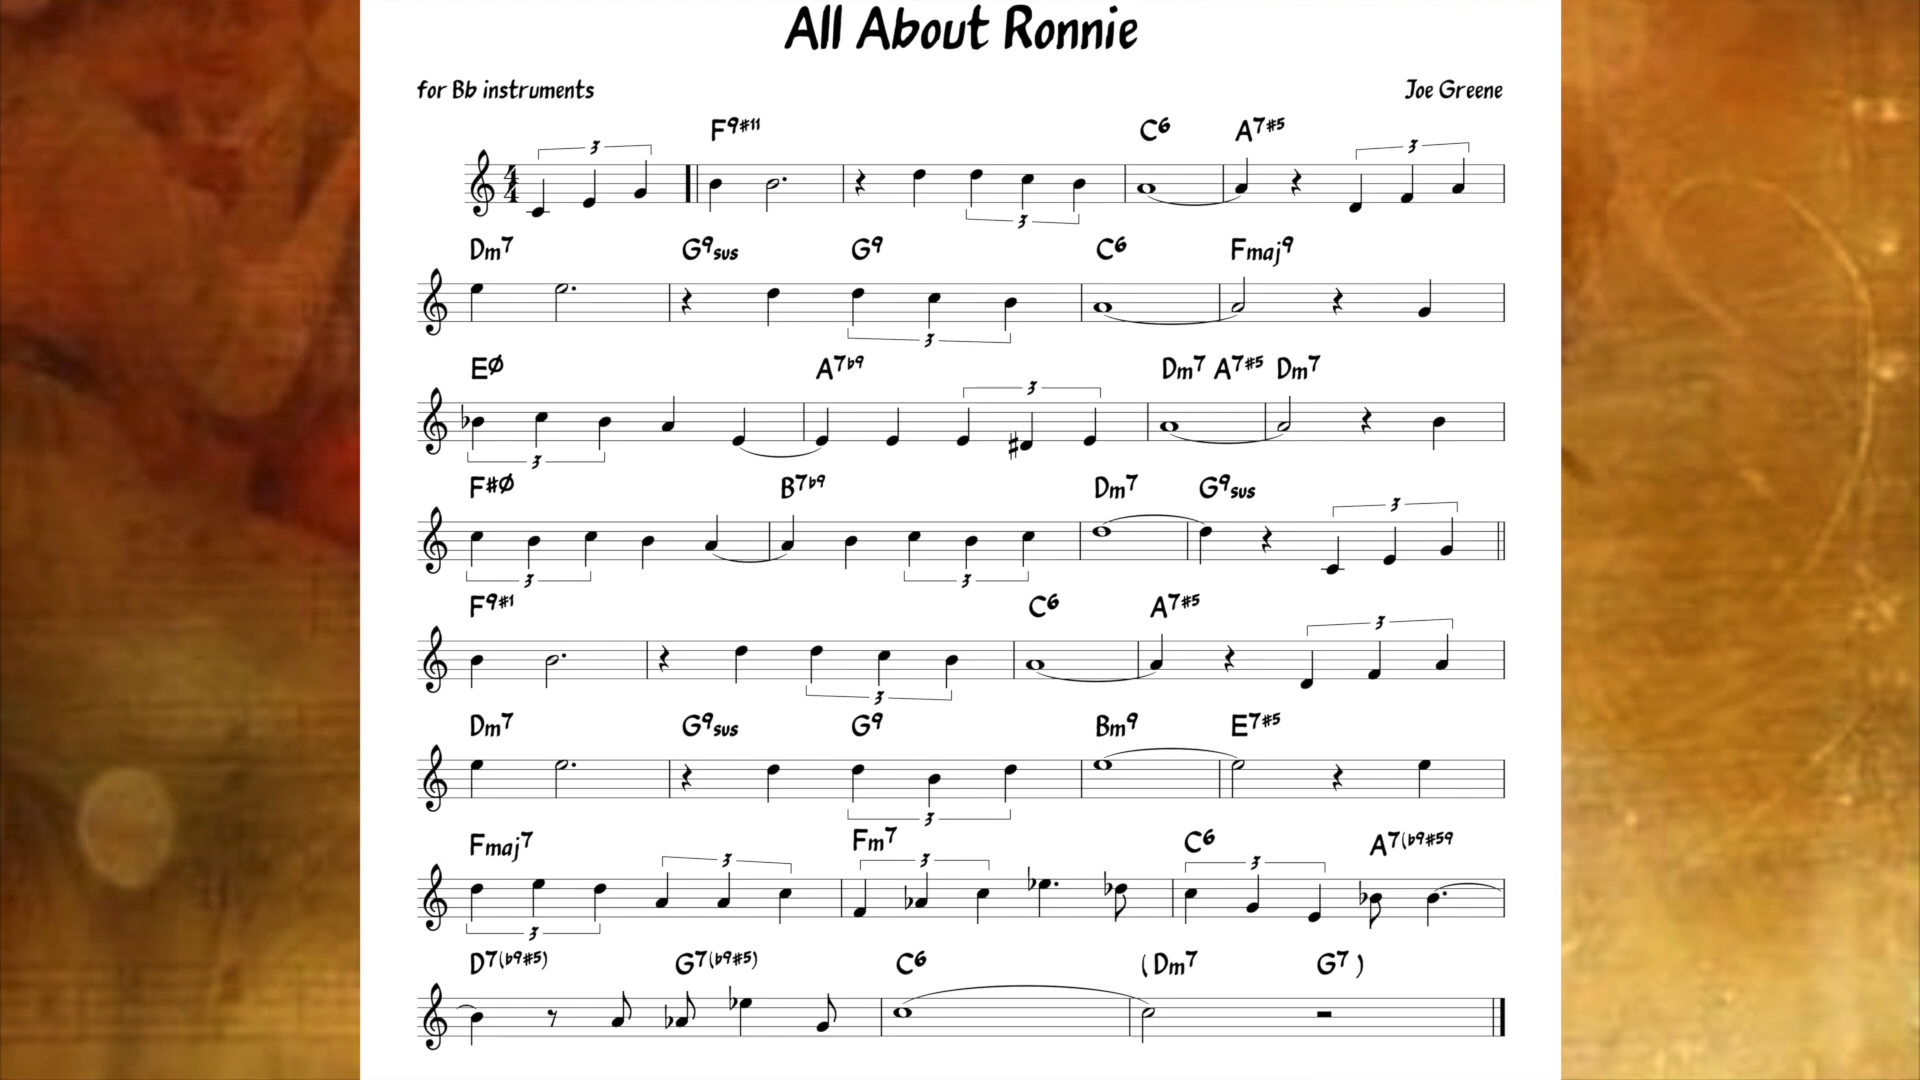 All About Ronnie
for Bb instruments Joe Greene
3 F9#11 C6 A7#5 3
4 4 3
Dm7 G9sus G9 C6 Fmaj9
3
EØ A7b9 3 Dm7 A7#5 Dm7
3
F#Ø B7b9 Dm7 G9sus 3
3 3
F9#1 C6 A7#5 3
3
Dm7 G9sus G9 Bm9 E7#5
3
Fmaj7 3 Fm7 3 C6 3 A7(b9#59
3
D7(b9#5) G7(b9#5) C6 (Dm7 G7)